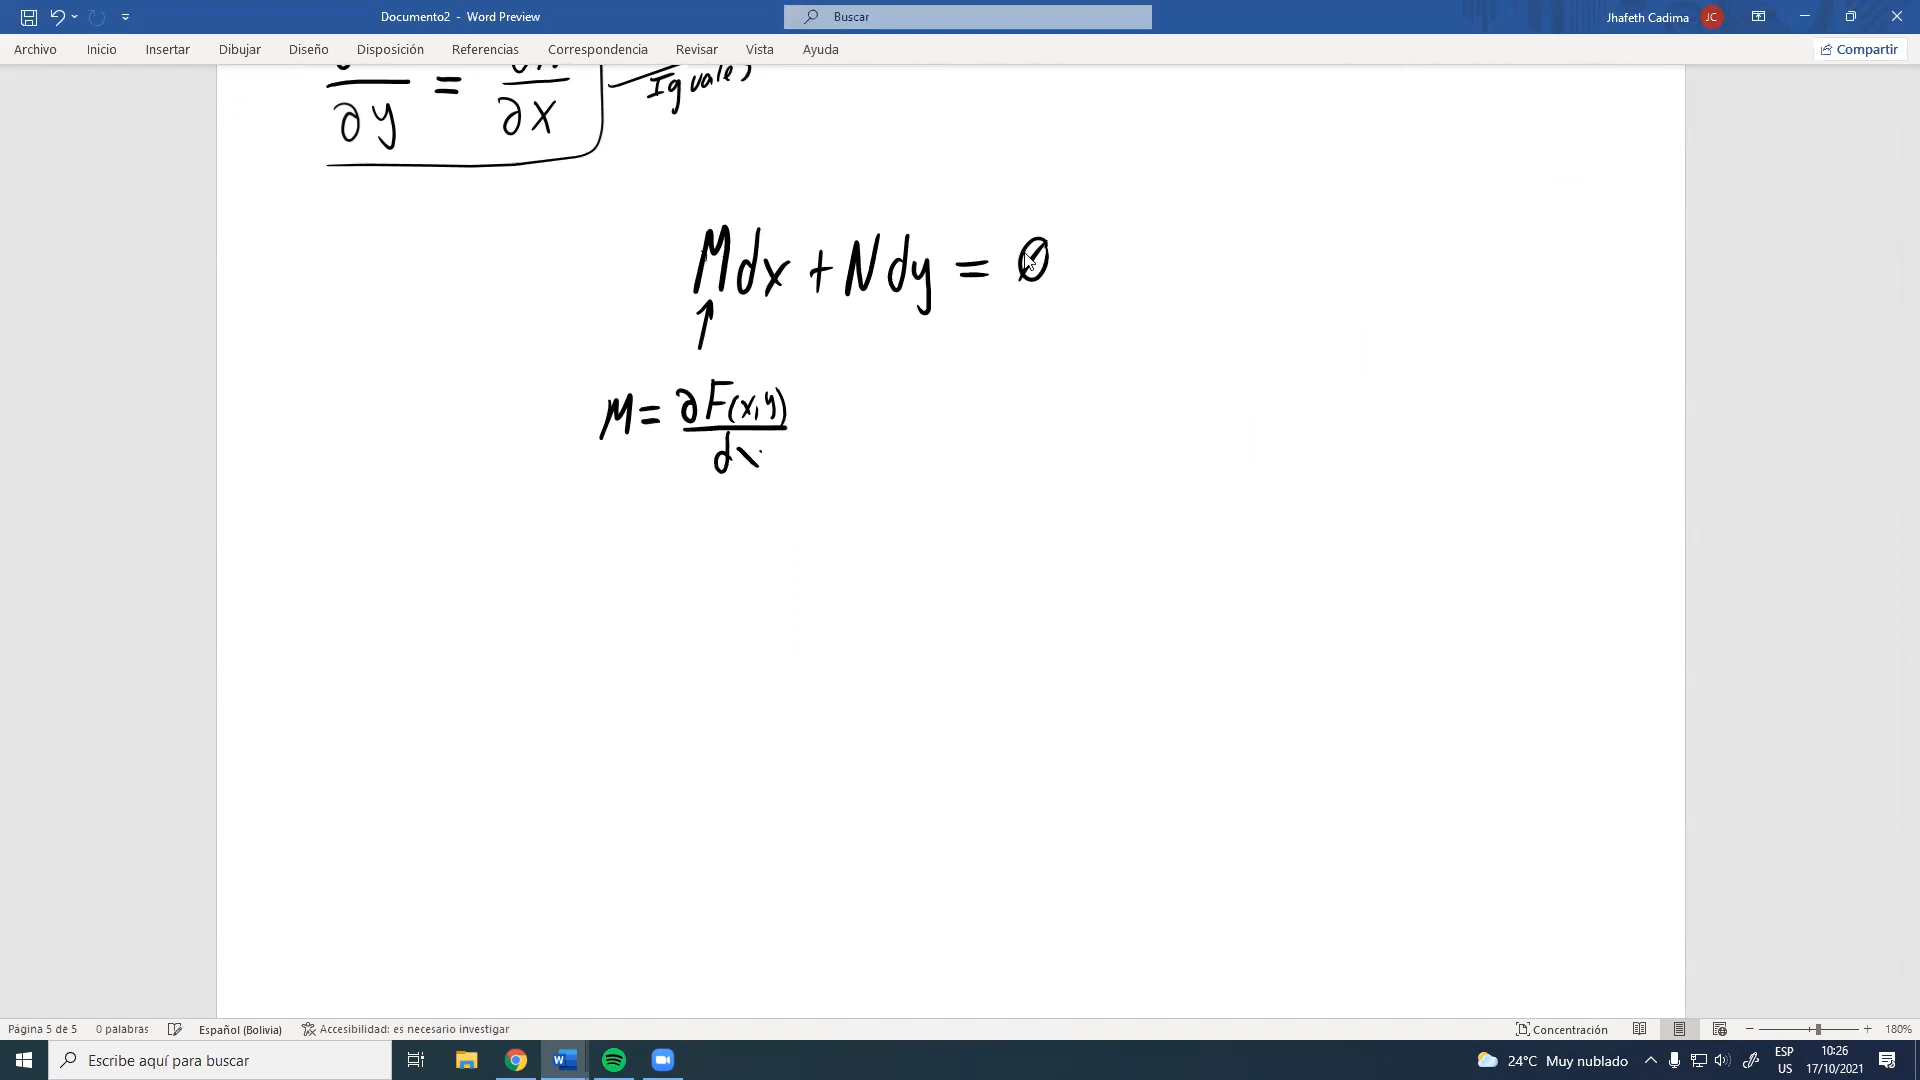 Documento2 - Word Preview
Buscar
Jhafeth Cadima
JC
Archivo
Inicio
Insertar
Dibujar
Diseño
Disposición
Referencias
Correspondencia
Revisar
Vista
Ayuda
Compartir
∂y = ∂x
Iguales
Mdx + Ndy = 0
M = ∂F(x,y)
dx
Página 5 de 5
0 palabras
Español (Bolivia)
Accesibilidad: es necesario investigar
Concentración
180%
Escribe aquí para buscar
24°C Muy nublado
ESP
US
10:26
17/10/2021